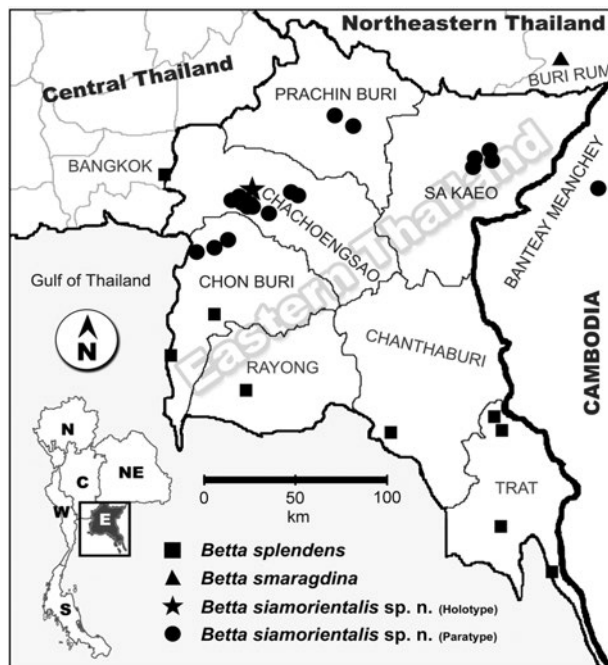 Northeastern Thailand
Central Thailand
BURI RUM
PRACHIN BURI
BANGKOK
SA KAEO
Eastern Thailand
CHACHOENGSAO
BANTEAY MEANCHEY
Gulf of Thailand
CHON BURI
CHANTHABURI
CAMBODIA
N
RAYONG
N
NE
C
W
E
S
0 50 100
km
TRAT
Betta splendens
Betta smaragdina
Betta siamorientalis sp. n. (Holotype)
Betta siamorientalis sp. n. (Paratype)